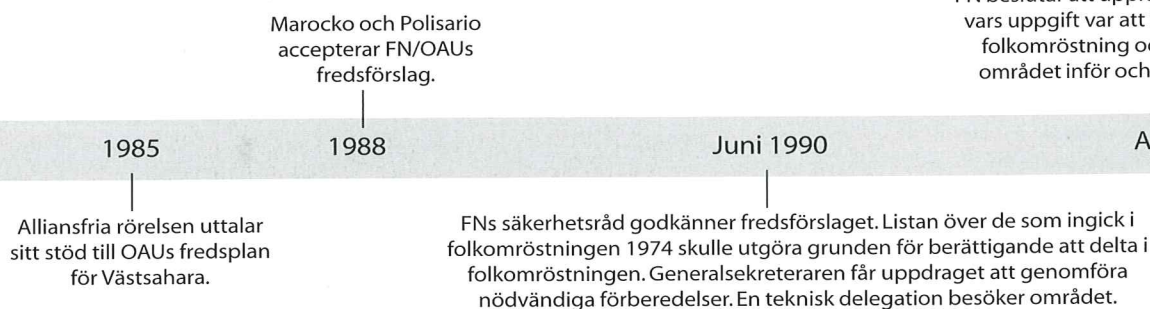 Marocko och Polisario
accepterar FN/OAUs
fredsförslag.
vars uppgift var att
folkomröstning
området inför och
1985
1988
Juni 1990
Alliansfria rörelsen uttalar
sitt stöd till OAUs fredsplan
för Västsahara.
FNs säkerhetsråd godkänner fredsförslaget. Listan över de som ingick i
folkomröstningen 1974 skulle utgöra grunden för berättigande att delta i
folkomröstningen. Generalsekreteraren får uppdraget att genomföra
nödvändiga förberedelser. En teknisk delegation besöker området.